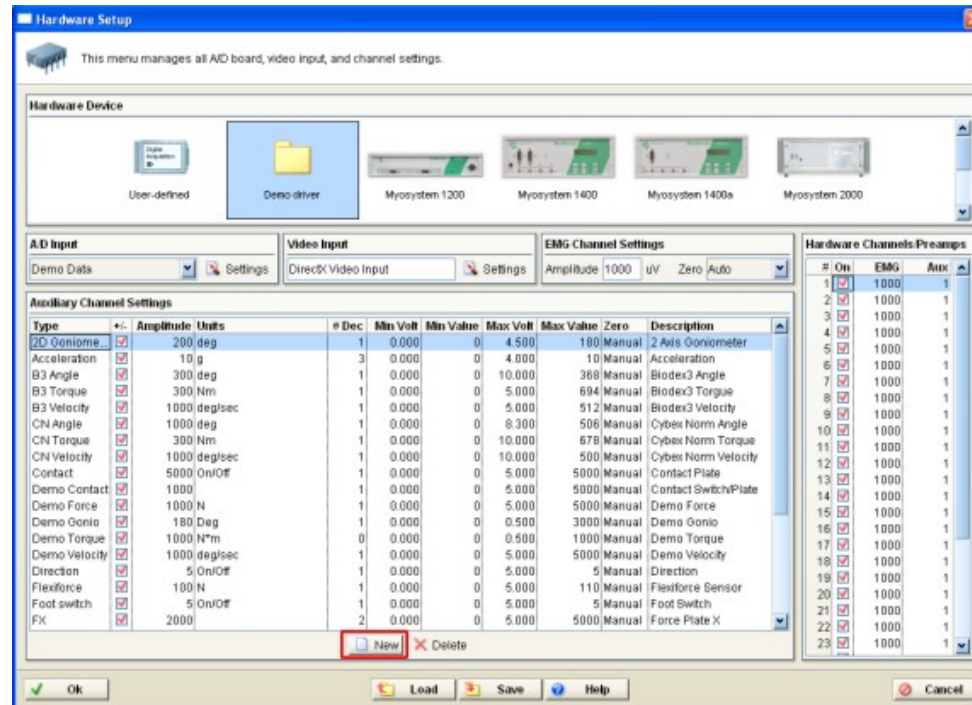 Hardware Setup
This menu manages all A/D board, video input, and channel settings.
Hardware Device
Digital Acquisition
User-defined
Demo driver
Myosystem 1200
Myosystem 1400
Myosystem 1400a
Myosystem 2000
A/D Input
Video Input
EMG Channel Settings
Hardware Channels/Preamps
Demo Data Settings
DirectX Video Input Settings
Amplitude 1000 uV Zero Auto
# On EMG Aux
1 1000 1
2 1000 1
3 1000 1
4 1000 1
5 1000 1
6 1000 1
7 1000 1
8 1000 1
9 1000 1
10 1000 1
11 1000 1
12 1000 1
13 1000 1
14 1000 1
15 1000 1
16 1000 1
17 1000 1
18 1000 1
19 1000 1
20 1000 1
21 1000 1
22 1000 1
23 1000 1
Auxiliary Channel Settings
Type +/- Amplitude Units # Dec Min Volt Min Value Max Volt Max Value Zero Description
2D Goniome... 200 deg 1 0.000 0 4.500 180 Manual 2 Axis Goniometer
Acceleration 10 g 3 0.000 0 4.000 10 Manual Acceleration
B3 Angle 300 deg 1 0.000 0 10.000 368 Manual Biodex3 Angle
B3 Torque 300 Nm 1 0.000 0 5.000 694 Manual Biodex3 Torque
B3 Velocity 1000 deg/sec 1 0.000 0 5.000 512 Manual Biodex3 Velocity
CN Angle 1000 deg 1 0.000 0 8.300 506 Manual Cybex Norm Angle
CN Torque 300 Nm 1 0.000 0 10.000 678 Manual Cybex Norm Torque
CN Velocity 1000 deg/sec 1 0.000 0 10.000 500 Manual Cybex Norm Velocity
Contact 5000 On/Off 1 0.000 0 5.000 5000 Manual Contact Plate
Demo Contact 1000 1 0.000 0 5.000 5000 Manual Contact Switch/Plate
Demo Force 1000 N 1 0.000 0 5.000 5000 Manual Demo Force
Demo Gonio 180 Deg 1 0.000 0 0.500 3000 Manual Demo Gonio
Demo Torque 1000 N*m 0 0.000 0 0.500 1000 Manual Demo Torque
Demo Velocity 1000 deg/sec 1 0.000 0 5.000 5000 Manual Demo Velocity
Direction 5 On/Off 1 0.000 0 5.000 5 Manual Direction
Flexiforce 100 N 1 0.000 0 5.000 110 Manual Flexiforce Sensor
Foot switch 5 On/Off 1 0.000 0 5.000 5 Manual Foot Switch
FX 2000 2 0.000 0 5.000 5000 Manual Force Plate X
New Delete
Ok Load Save Help Cancel